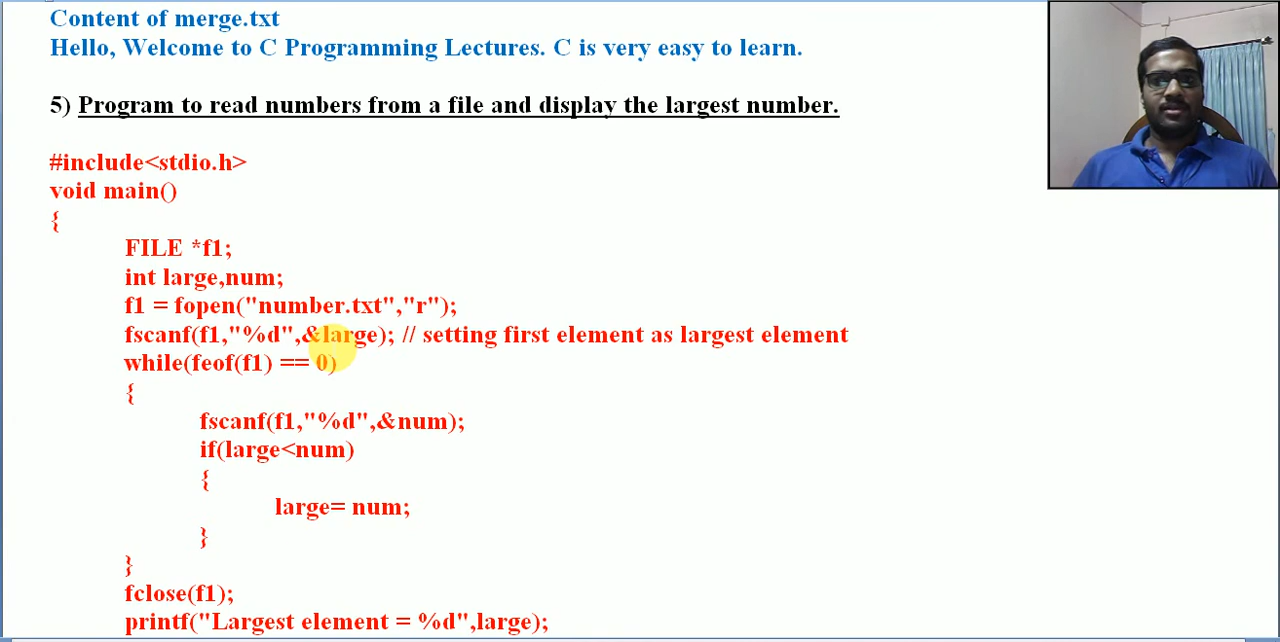 Content of merge.txt
Hello, Welcome to C Programming Lectures. C is very easy to learn.
5) Program to read numbers from a file and display the largest number.
#include<stdio.h>
void main()
{
FILE *f1;
int large,num;
f1 = fopen("number.txt","r");
fscanf(f1,"%d",&large); // setting first element as largest element
while(feof(f1) == 0)
{
fscanf(f1,"%d",&num);
if(large<num)
{
large= num;
}
}
fclose(f1);
printf("Largest element = %d",large);